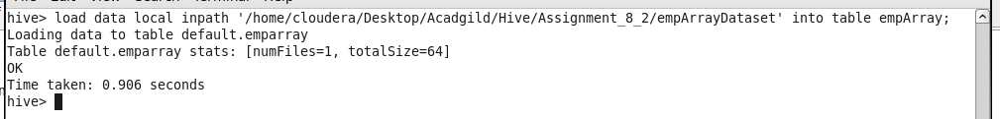 hive> load data local inpath '/home/cloudera/Desktop/Acadgild/Hive/Assignment_8_2/empArrayDataset' into table empArray;
Loading data to table default.emparray
Table default.emparray stats: [numFiles=1, totalSize=64]
OK
Time taken: 0.906 seconds
hive>